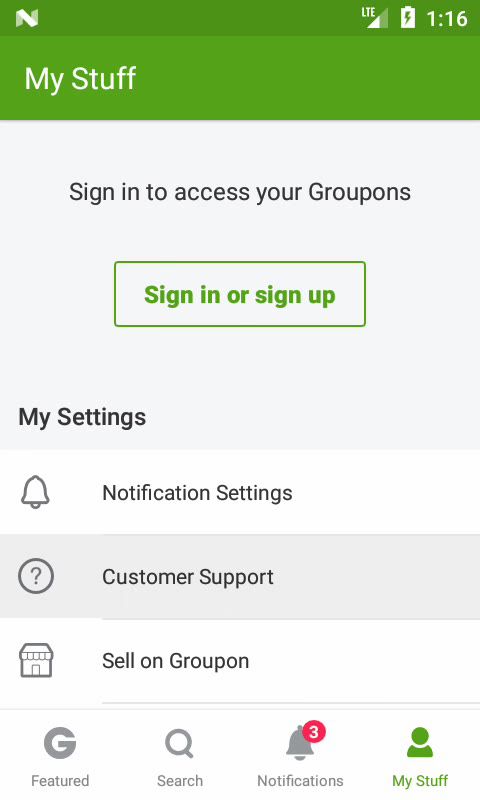 LTE 1:16
My Stuff
Sign in to access your Groupons
Sign in or sign up
My Settings
Notification Settings
? Customer Support
Sell on Groupon
G 3
Featured Search Notifications My Stuff